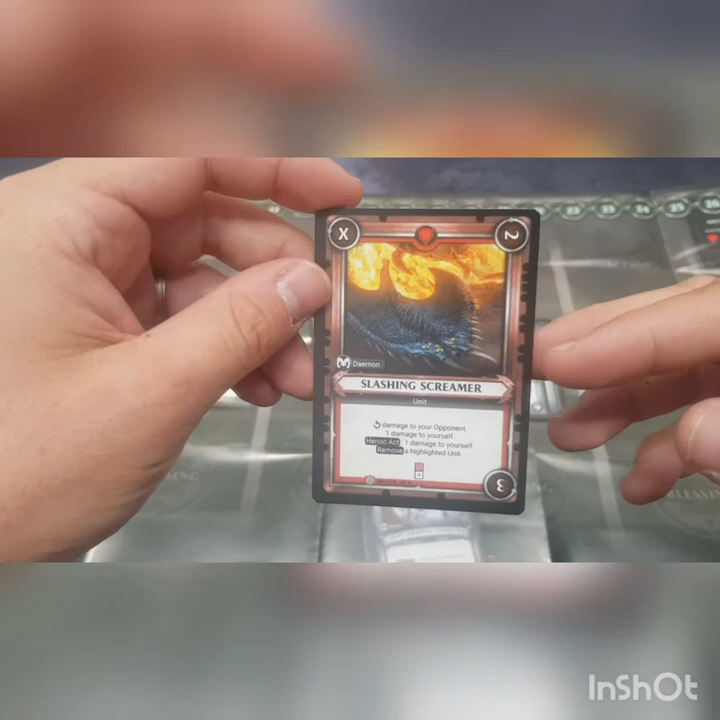 X
2
Daemon
SLASHING SCREAMER
Unit
damage to your Opponent.
1 damage to yourself.
Heroic Act: 1 damage to yourself.
Remove a highlighted Unit.
3
InShOt